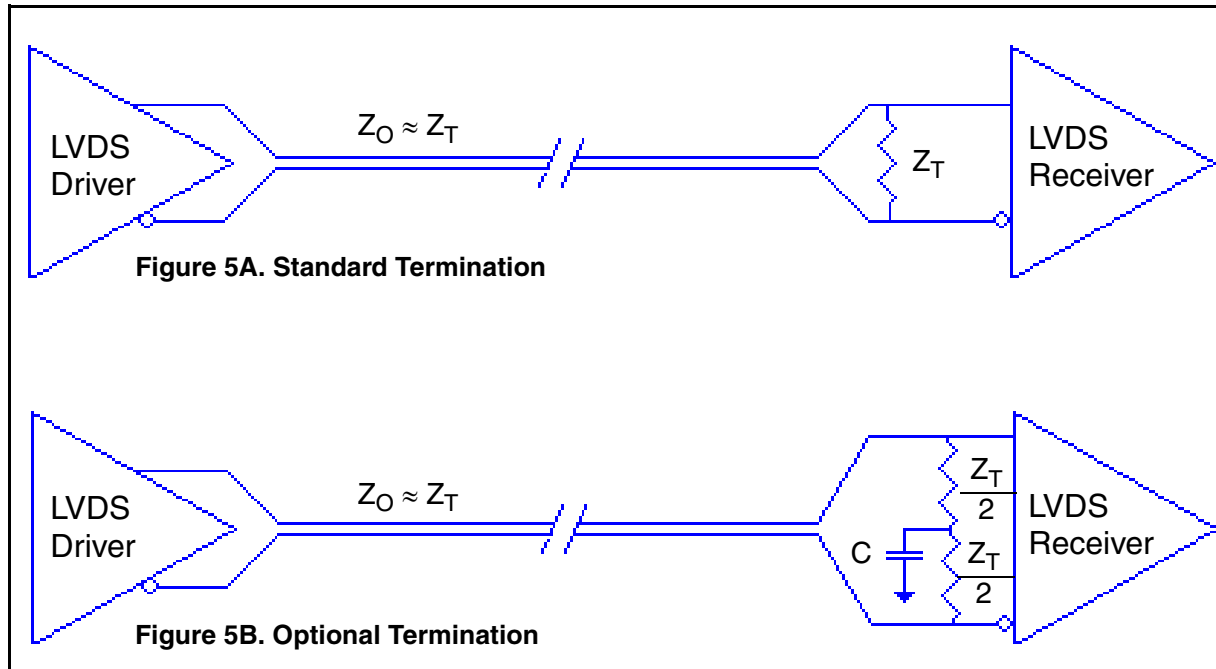 LVDS
Driver
Z_O ≈ Z_T
Z_T
LVDS
Receiver
Figure 5A. Standard Termination
LVDS
Driver
Z_O ≈ Z_T
C
Z_T
2
Z_T
2
LVDS
Receiver
Figure 5B. Optional Termination